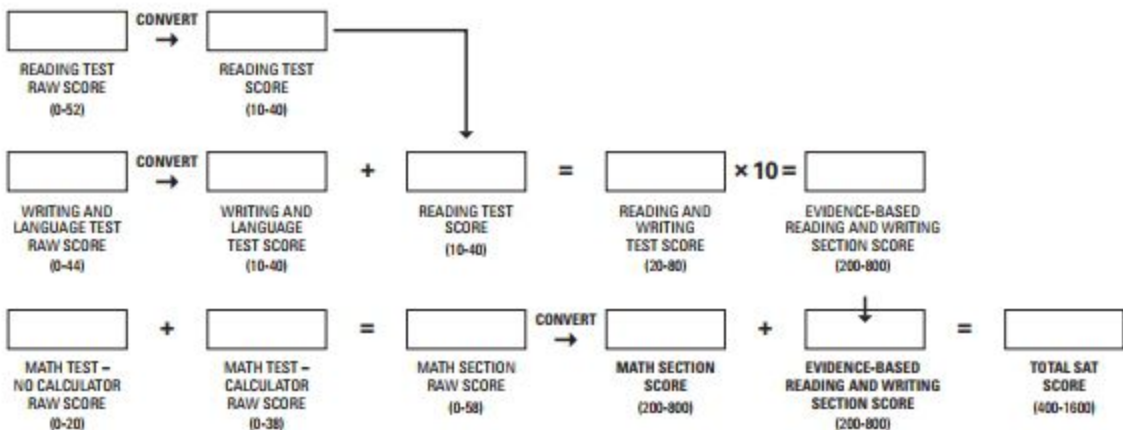 CONVERT
→
READING TEST
RAW SCORE
(0-52)
READING TEST
SCORE
(10-40)
CONVERT
→
+
=
× 10 =
WRITING AND
LANGUAGE TEST
RAW SCORE
(0-44)
WRITING AND
LANGUAGE
TEST SCORE
(10-40)
READING TEST
SCORE
(10-40)
READING AND
WRITING
TEST SCORE
(20-80)
EVIDENCE-BASED
READING AND WRITING
SECTION SCORE
(200-800)
+
=
CONVERT
→
+
=
MATH TEST –
NO CALCULATOR
RAW SCORE
(0-20)
MATH TEST –
CALCULATOR
RAW SCORE
(0-38)
MATH SECTION
RAW SCORE
(0-58)
MATH SECTION
SCORE
(200-800)
EVIDENCE-BASED
READING AND WRITING
SECTION SCORE
(200-800)
TOTAL SAT
SCORE
(400-1600)